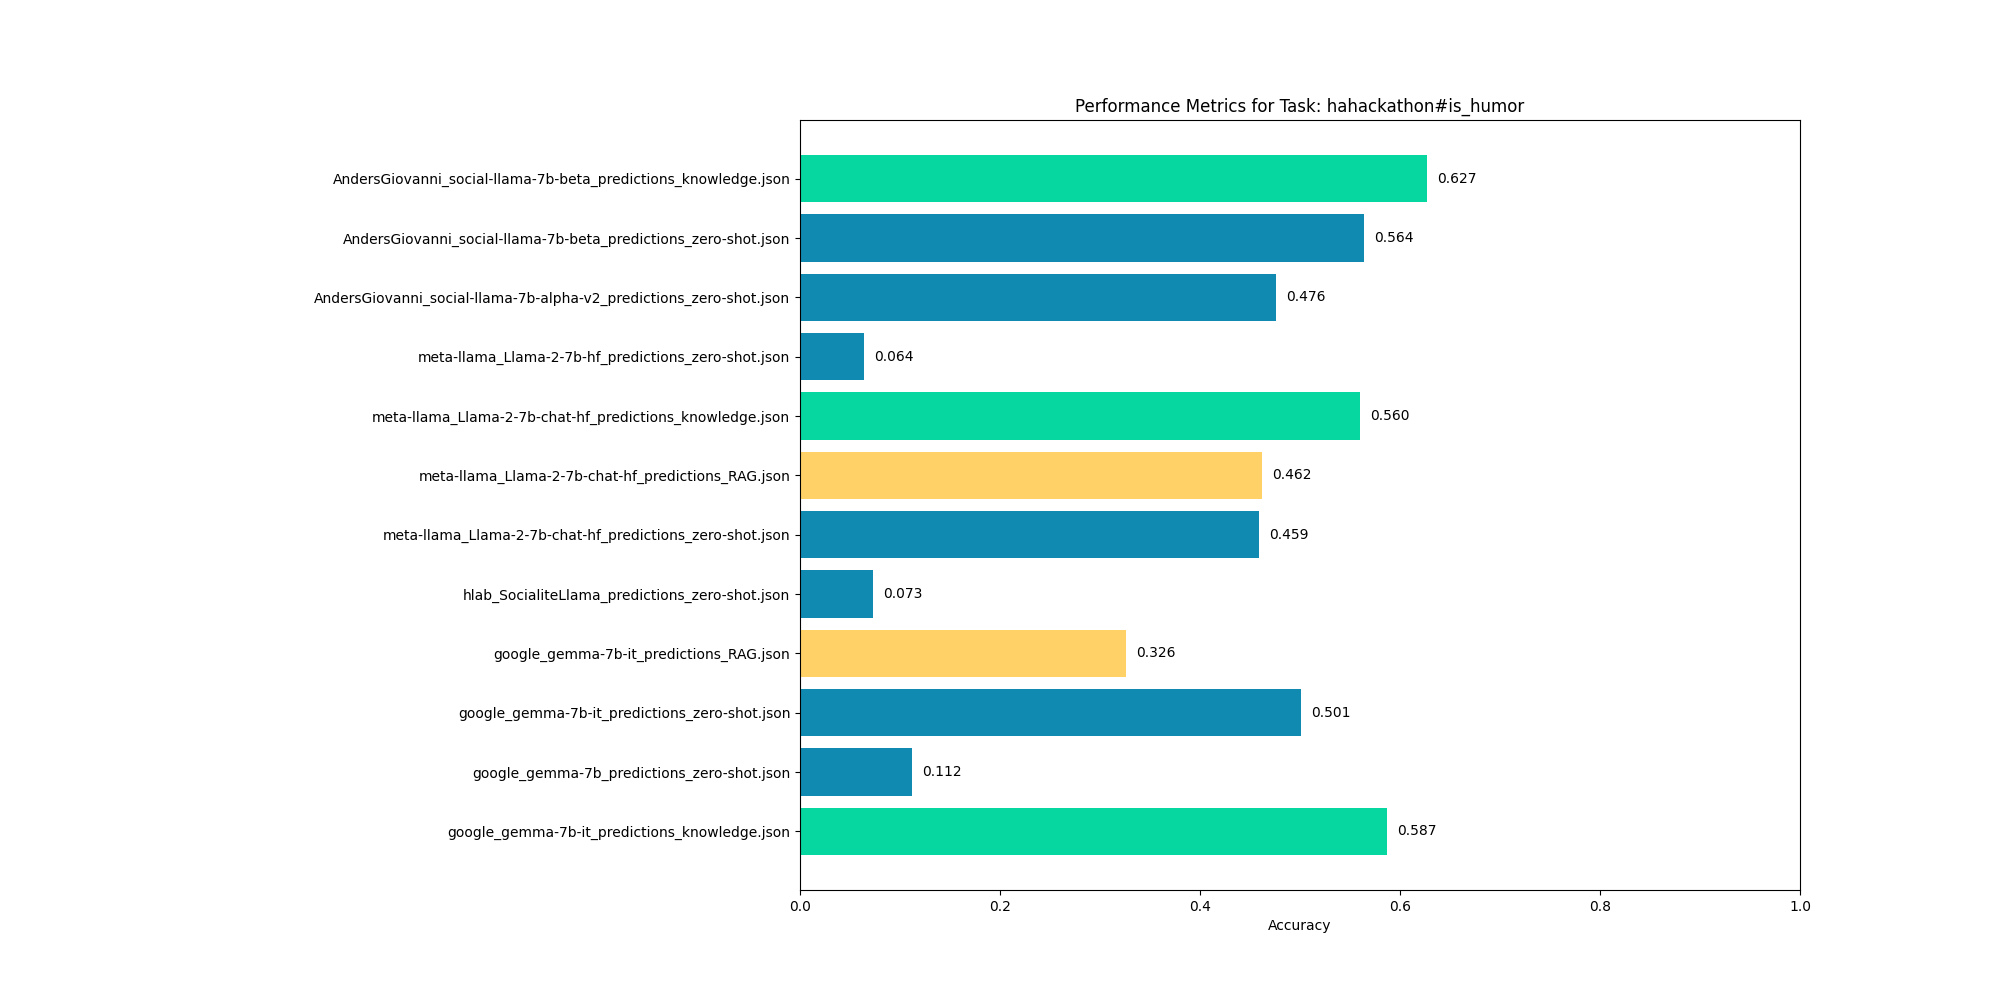 Performance Metrics for Task: hahackathon#is_humor
AndersGiovanni_social-llama-7b-beta_predictions_knowledge.json
0.627
AndersGiovanni_social-llama-7b-beta_predictions_zero-shot.json
0.564
AndersGiovanni_social-llama-7b-alpha-v2_predictions_zero-shot.json
0.476
meta-llama_Llama-2-7b-hf_predictions_zero-shot.json
0.064
meta-llama_Llama-2-7b-chat-hf_predictions_knowledge.json
0.560
meta-llama_Llama-2-7b-chat-hf_predictions_RAG.json
0.462
meta-llama_Llama-2-7b-chat-hf_predictions_zero-shot.json
0.459
hlab_SocialiteLlama_predictions_zero-shot.json
0.073
google_gemma-7b-it_predictions_RAG.json
0.326
google_gemma-7b-it_predictions_zero-shot.json
0.501
google_gemma-7b_predictions_zero-shot.json
0.112
google_gemma-7b-it_predictions_knowledge.json
0.587
0.0 0.2 0.4 0.6 0.8 1.0
Accuracy